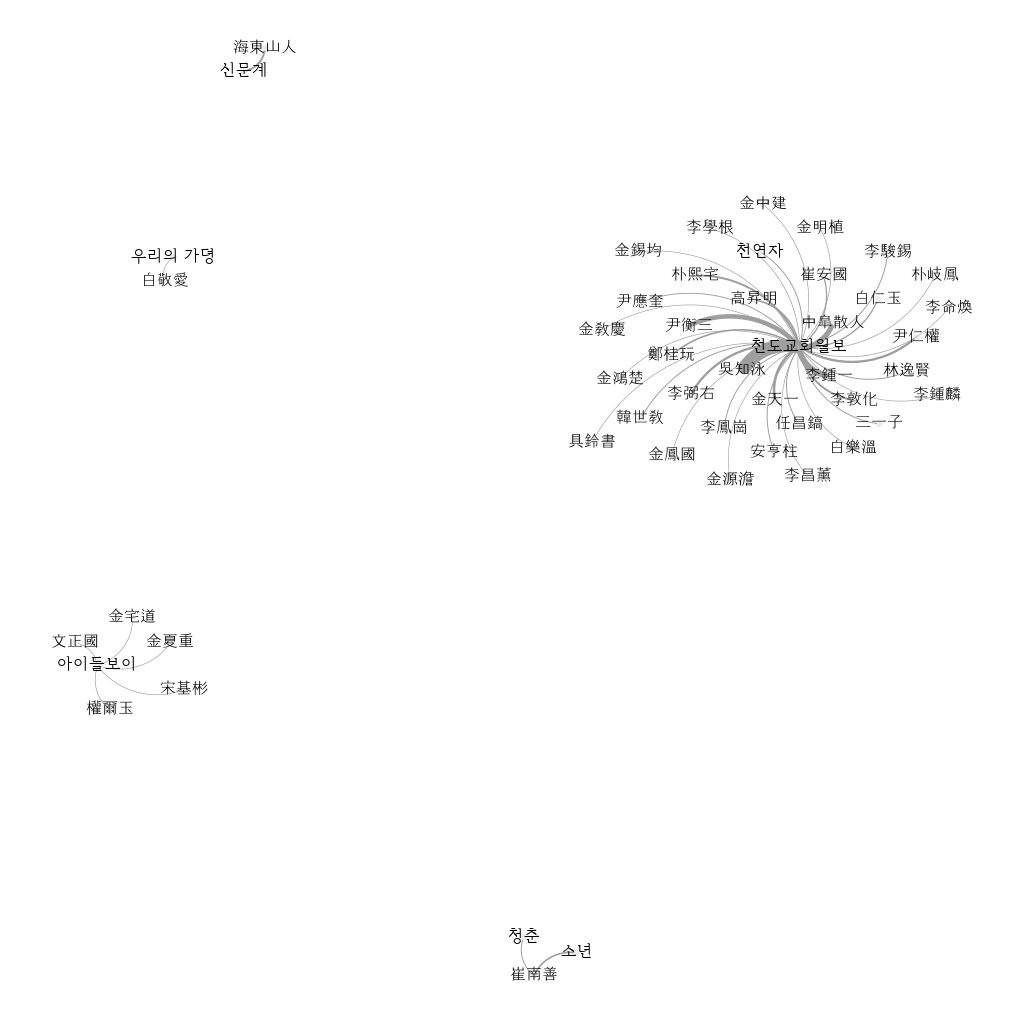 海東山人
신문계
우리의 가뎡
白敬愛
金中建
李學根
金明植
金錫均
천연자
李駿錫
朴熙宅
崔安國
朴岐鳳
尹應奎
高昇明
白仁玉
李命煥
金敎慶
尹衡三
中皐散人
尹仁權
천도교회월보
鄭桂玩
吳知泳
林逸賢
金鴻楚
李鍾一
李弼右
金天一
李敦化
李鍾麟
韓世敎
李鳳崗
任昌鎬
三一子
具鈴書
金鳳國
安亨柱
白樂溫
金源澹
李昌薰
金宅道
文正國
金夏重
아이들보이
宋基彬
權爾玉
청춘
소년
崔南善